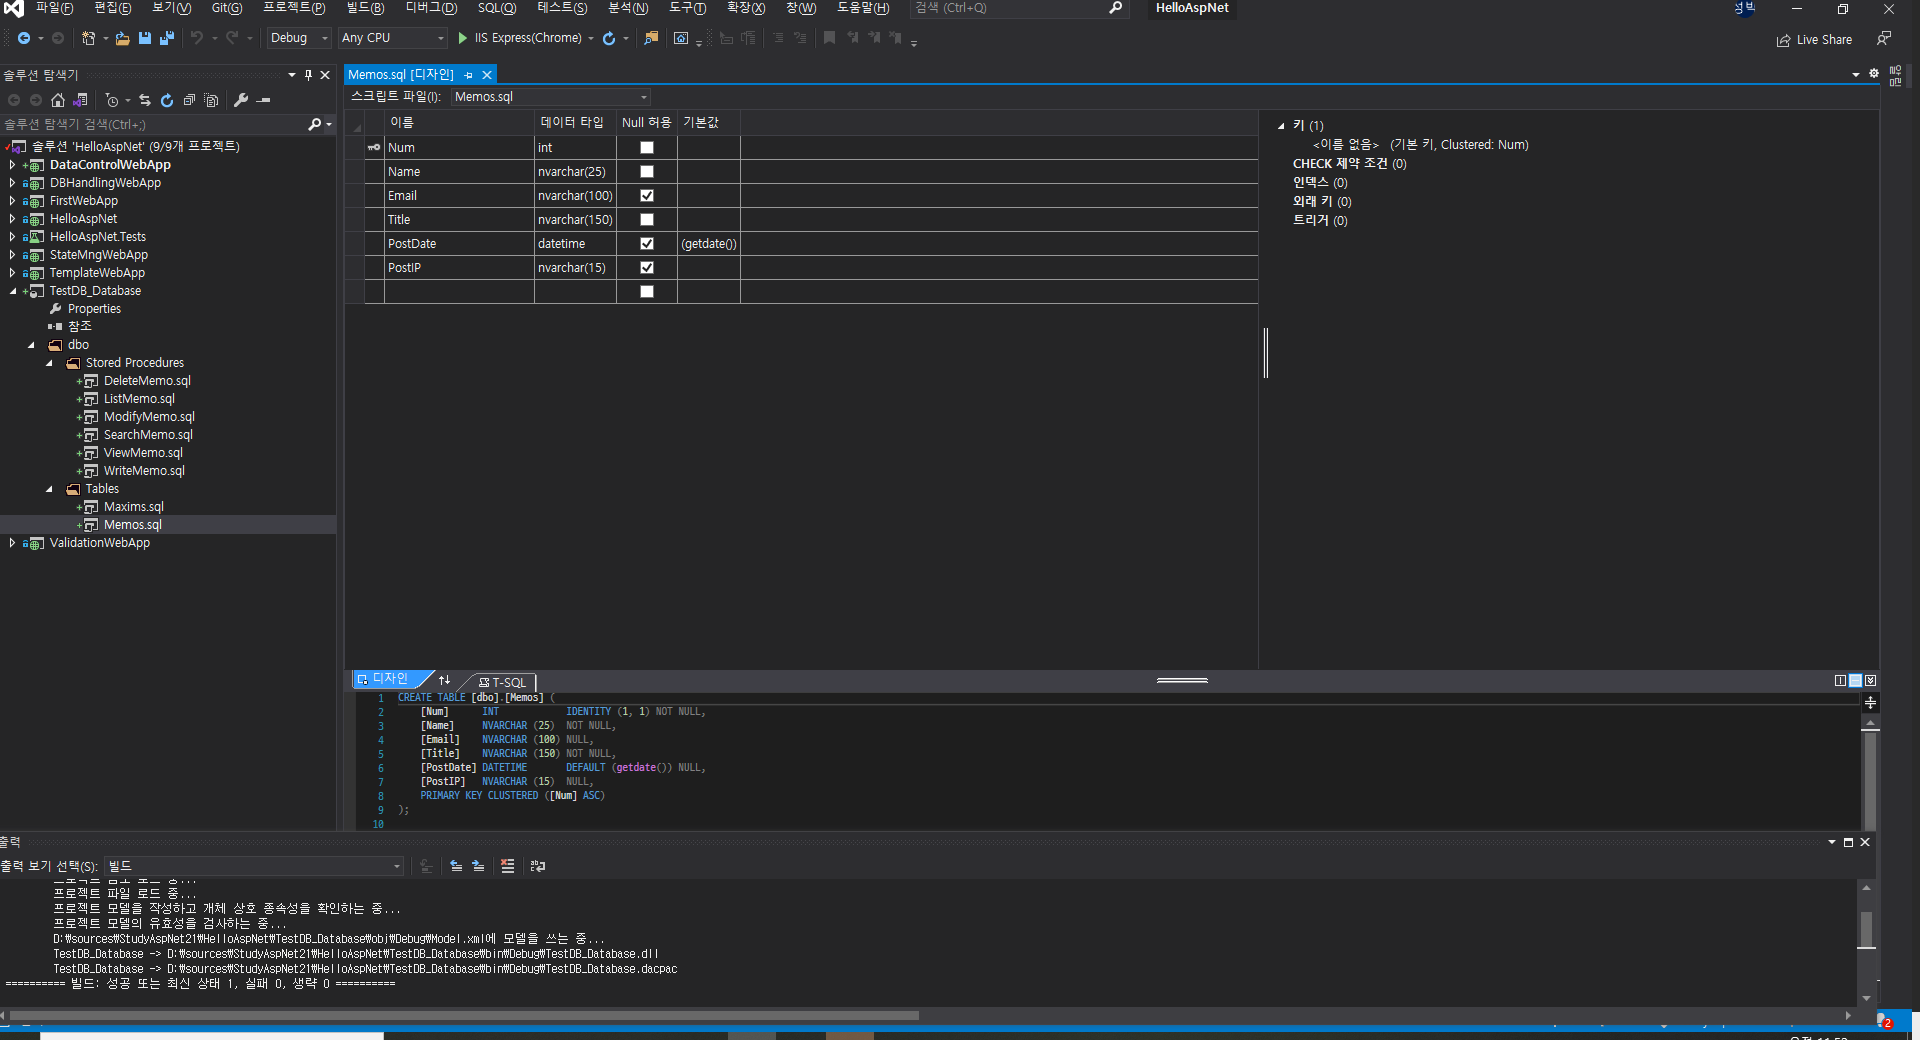 파일(F) 편집(E) 보기(V) Git(G) 프로젝트(P) 빌드(B) 디버그(D) SQL(Q) 테스트(S) 분석(N) 도구(T) 확장(X) 창(W) 도움말(H) 검색 (Ctrl+Q) HelloAspNet 성빅
Debug Any CPU IIS Express(Chrome) Live Share
솔루션 탐색기
솔루션 탐색기 검색(Ctrl+;)
솔루션 'HelloAspNet' (9/9개 프로젝트)
DataControlWebApp
DBHandlingWebApp
FirstWebApp
HelloAspNet
HelloAspNet.Tests
StateMngWebApp
TemplateWebApp
TestDB_Database
Properties
참조
dbo
Stored Procedures
DeleteMemo.sql
ListMemo.sql
ModifyMemo.sql
SearchMemo.sql
ViewMemo.sql
WriteMemo.sql
Tables
Maxims.sql
Memos.sql
ValidationWebApp
Memos.sql [디자인]
스크립트 파일(I): Memos.sql
이름 데이터 타입 Null 허용 기본값
Num int
Name nvarchar(25)
Email nvarchar(100)
Title nvarchar(150)
PostDate datetime (getdate())
PostIP nvarchar(15)
키 (1)
<이름 없음> (기본 키, Clustered: Num)
CHECK 제약 조건 (0)
인덱스 (0)
외래 키 (0)
트리거 (0)
디자인 T-SQL
1 CREATE TABLE [dbo].[Memos] (
2 [Num] INT IDENTITY (1, 1) NOT NULL,
3 [Name] NVARCHAR (25) NOT NULL,
4 [Email] NVARCHAR (100) NULL,
5 [Title] NVARCHAR (150) NOT NULL,
6 [PostDate] DATETIME DEFAULT (getdate()) NULL,
7 [PostIP] NVARCHAR (15) NULL,
8 PRIMARY KEY CLUSTERED ([Num] ASC)
9 );
10
출력
출력 보기 선택(S): 빌드
프로젝트 파일 로드 중...
프로젝트 모델을 작성하고 개체 상호 종속성을 확인하는 중...
프로젝트 모델의 유효성을 검사하는 중...
D:\sources\StudyAspNet21\HelloAspNet\TestDB_Database\obj\Debug\Model.xml에 모델을 쓰는 중...
TestDB_Database -> D:\sources\StudyAspNet21\HelloAspNet\TestDB_Database\bin\Debug\TestDB_Database.dll
TestDB_Database -> D:\sources\StudyAspNet21\HelloAspNet\TestDB_Database\bin\Debug\TestDB_Database.dacpac
========== 빌드: 성공 또는 최신 상태 1, 실패 0, 생략 0 ==========
2